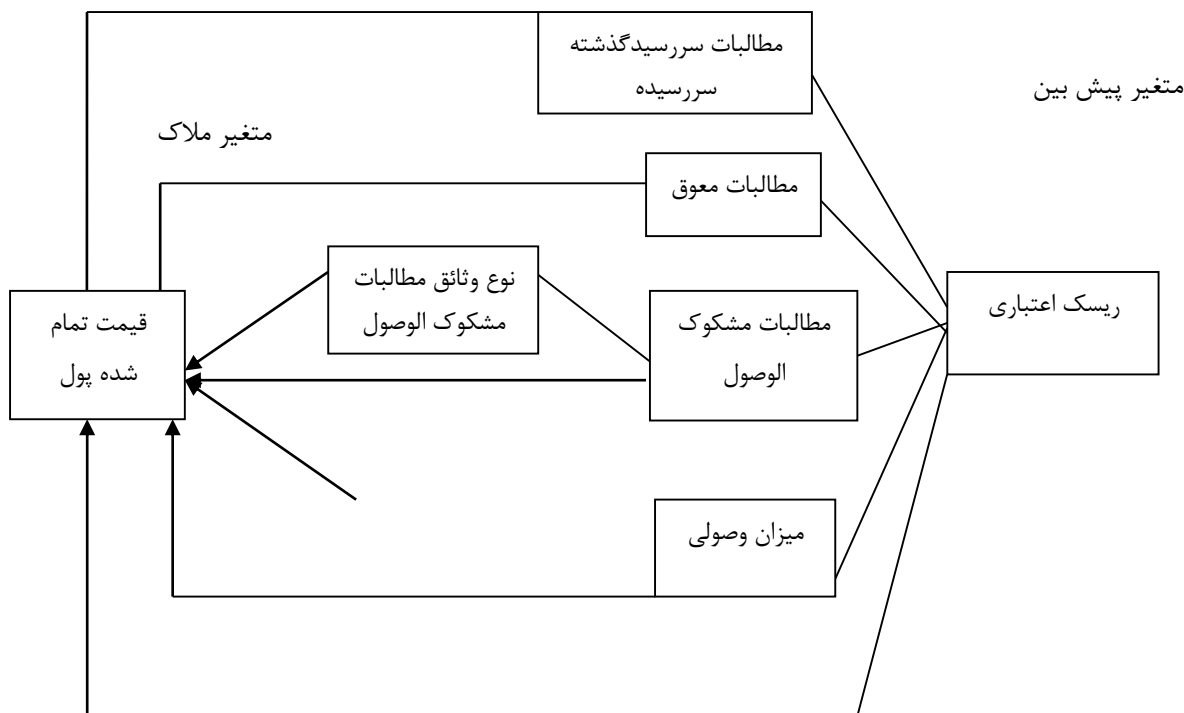 مطالبات سررسیدگذشته
سررسیده
متغیر پیش بین
متغیر ملاک
مطالبات معوق
نوع وثائق مطالبات
مشکوک الوصول
ریسک اعتباری
مطالبات مشکوک
الوصول
قیمت تمام
شده پول
میزان وصولی